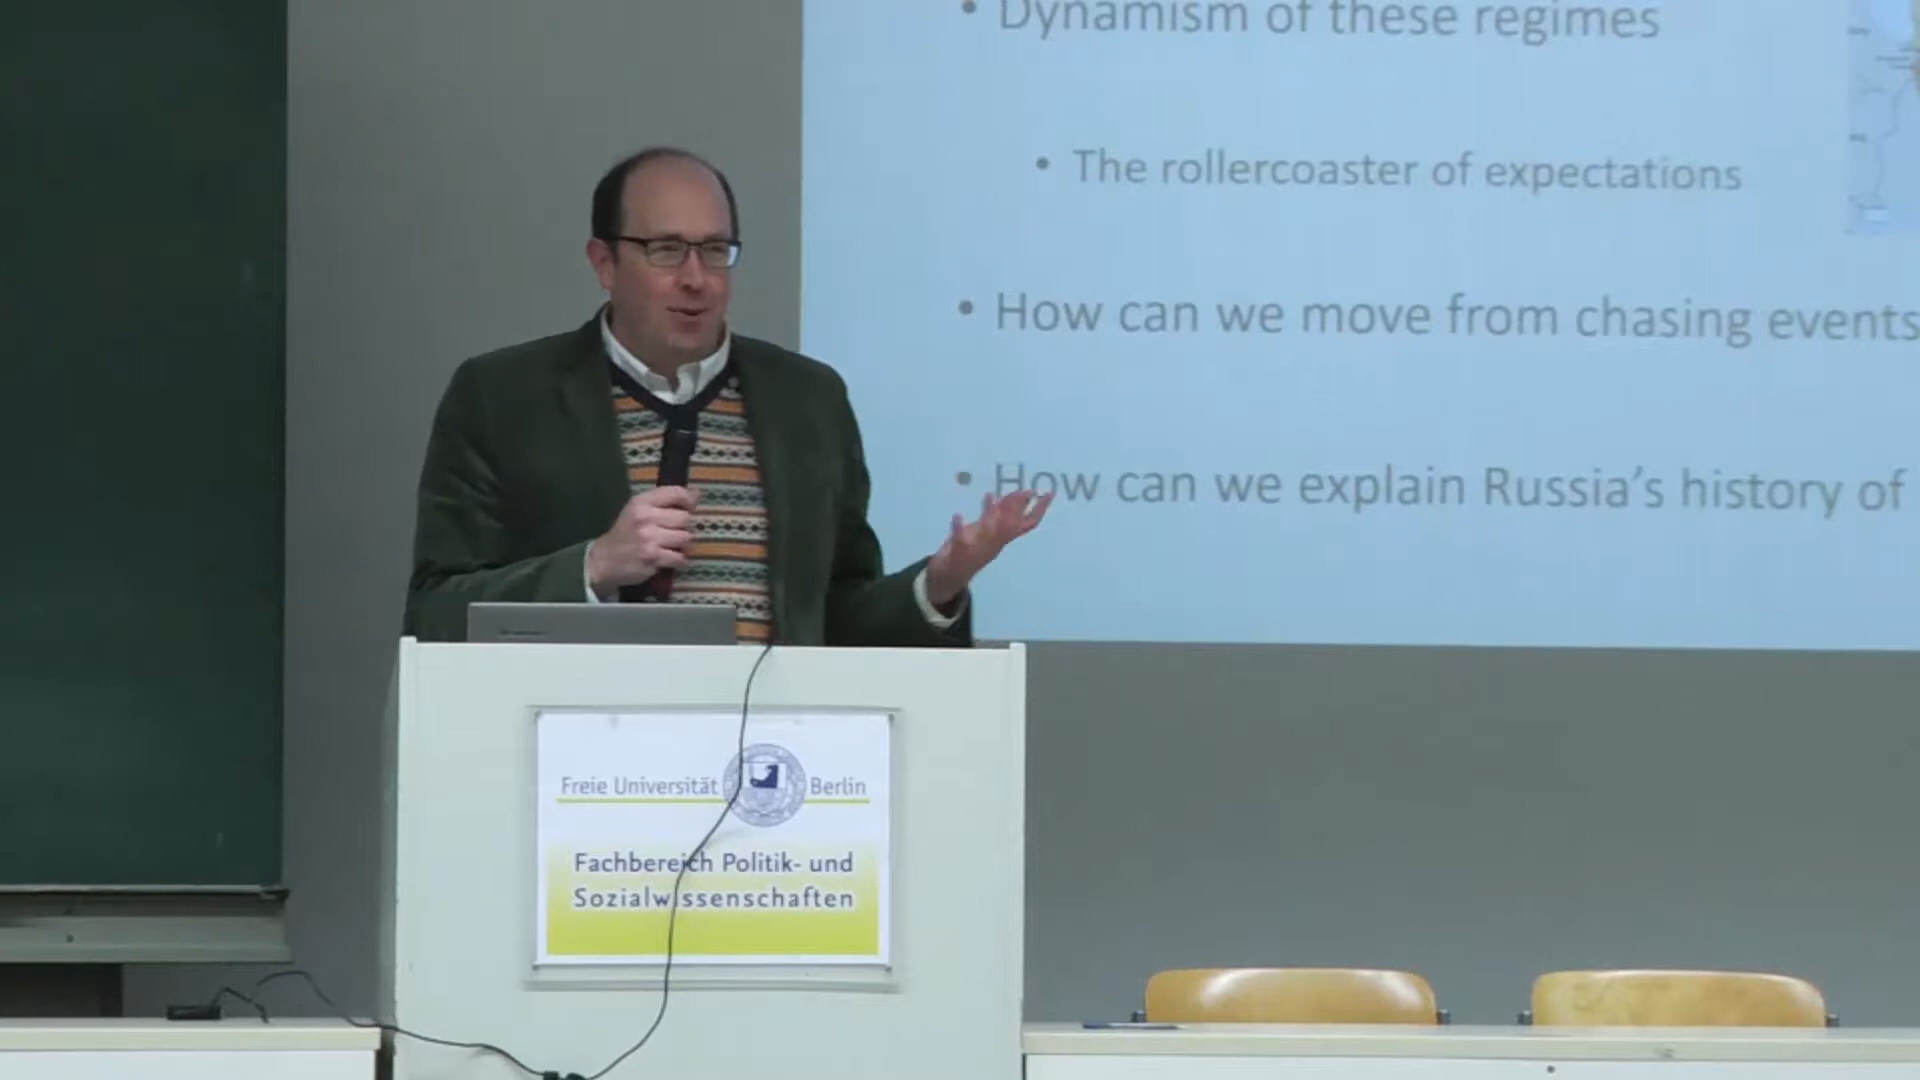 Dynamism of these regimes
The rollercoaster of expectations
How can we move from chasing events
How can we explain Russia's history of
Freie Universität Berlin
Fachbereich Politik- und
Sozialwissenschaften